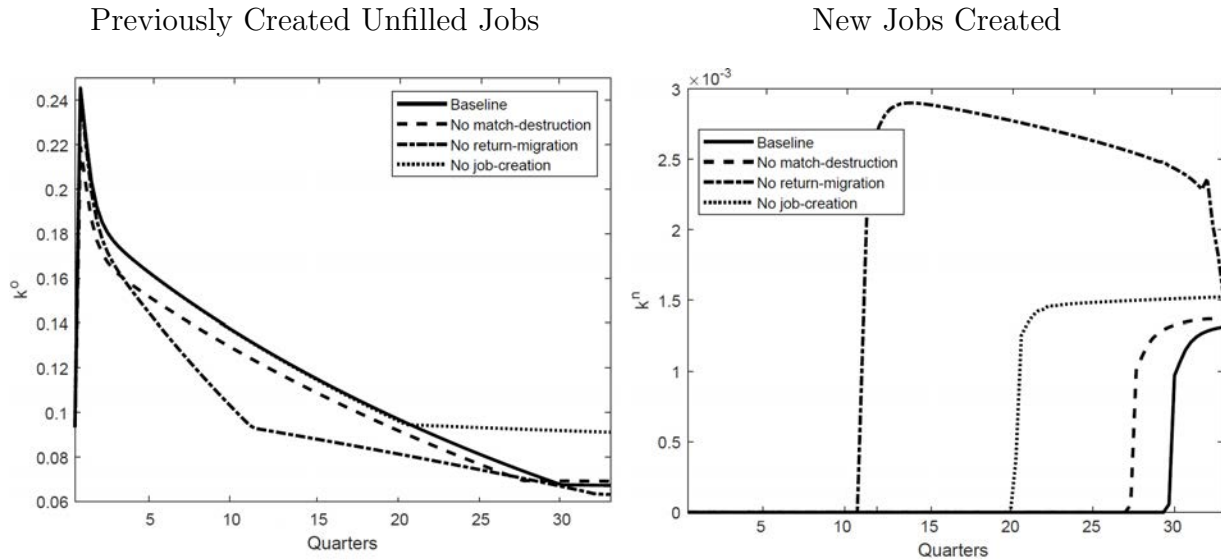 Previously Created Unfilled Jobs
0.24
0.22
0.2
0.18
0.16
0.14
0.12
0.1
0.08
0.06
k^o
5
10
15
20
25
30
Quarters
Baseline
No match-destruction
No return-migration
No job-creation
New Jobs Created
×10^-3
3
2.5
2
1.5
1
0.5
0
k^n
5
10
15
20
25
30
Quarters
Baseline
No match-destruction
No return-migration
No job-creation